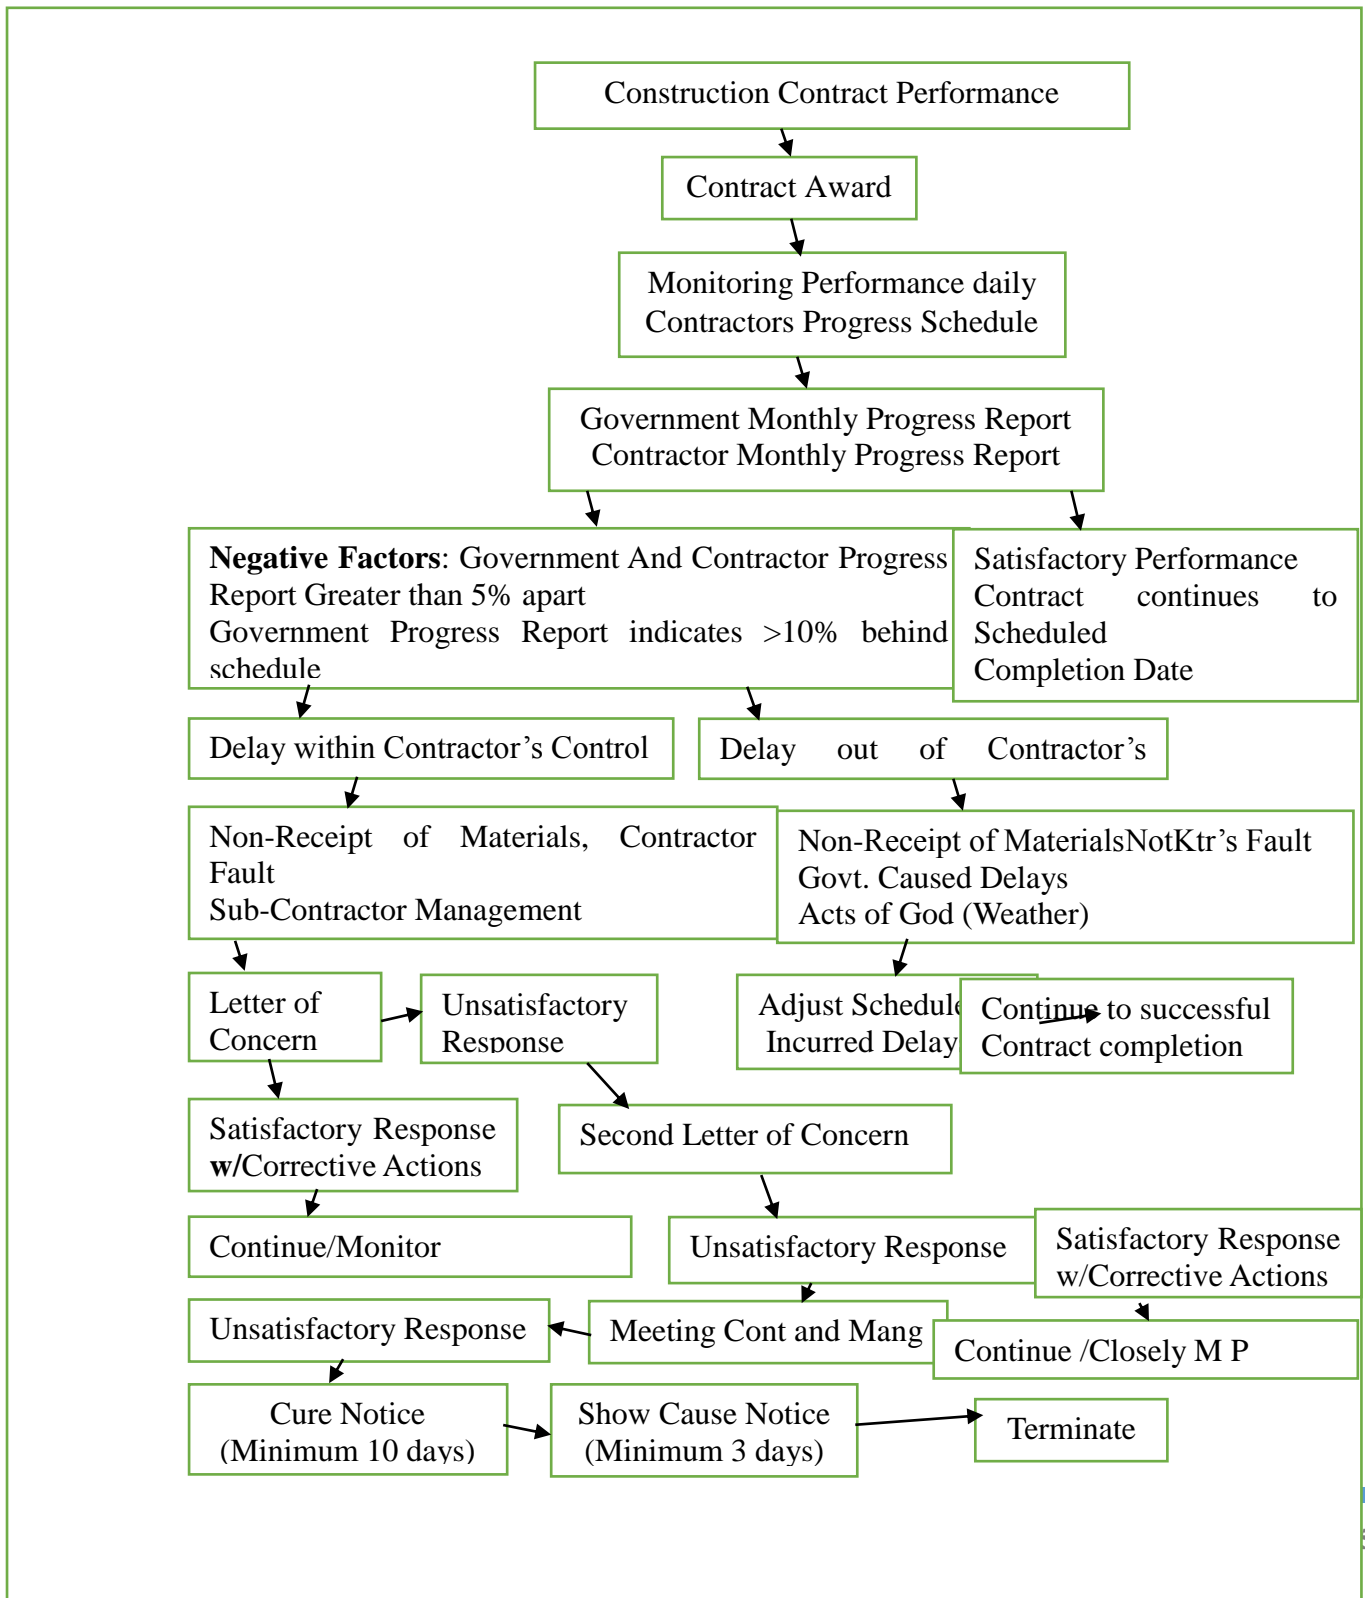 Construction Contract Performance
Contract Award
Monitoring Performance daily
Contractors Progress Schedule
Government Monthly Progress Report
Contractor Monthly Progress Report
Negative Factors: Government And Contractor Progress
Report Greater than 5% apart
Government Progress Report indicates >10% behind
schedule
Satisfactory Performance
Contract continues to
Scheduled
Completion Date
Delay within Contractor’s Control
Delay out of Contractor’s
Non-Receipt of Materials, Contractor
Fault
Sub-Contractor Management
Non-Receipt of MaterialsNotKtr’s Fault
Govt. Caused Delays
Acts of God (Weather)
Letter of
Concern
Unsatisfactory
Response
Adjust Schedule
Incurred Delay
Continue to successful
Contract completion
Satisfactory Response
w/Corrective Actions
Second Letter of Concern
Continue/Monitor
Unsatisfactory Response
Satisfactory Response
w/Corrective Actions
Unsatisfactory Response
Meeting Cont and Mang
Continue /Closely M P
Cure Notice
(Minimum 10 days)
Show Cause Notice
(Minimum 3 days)
Terminate